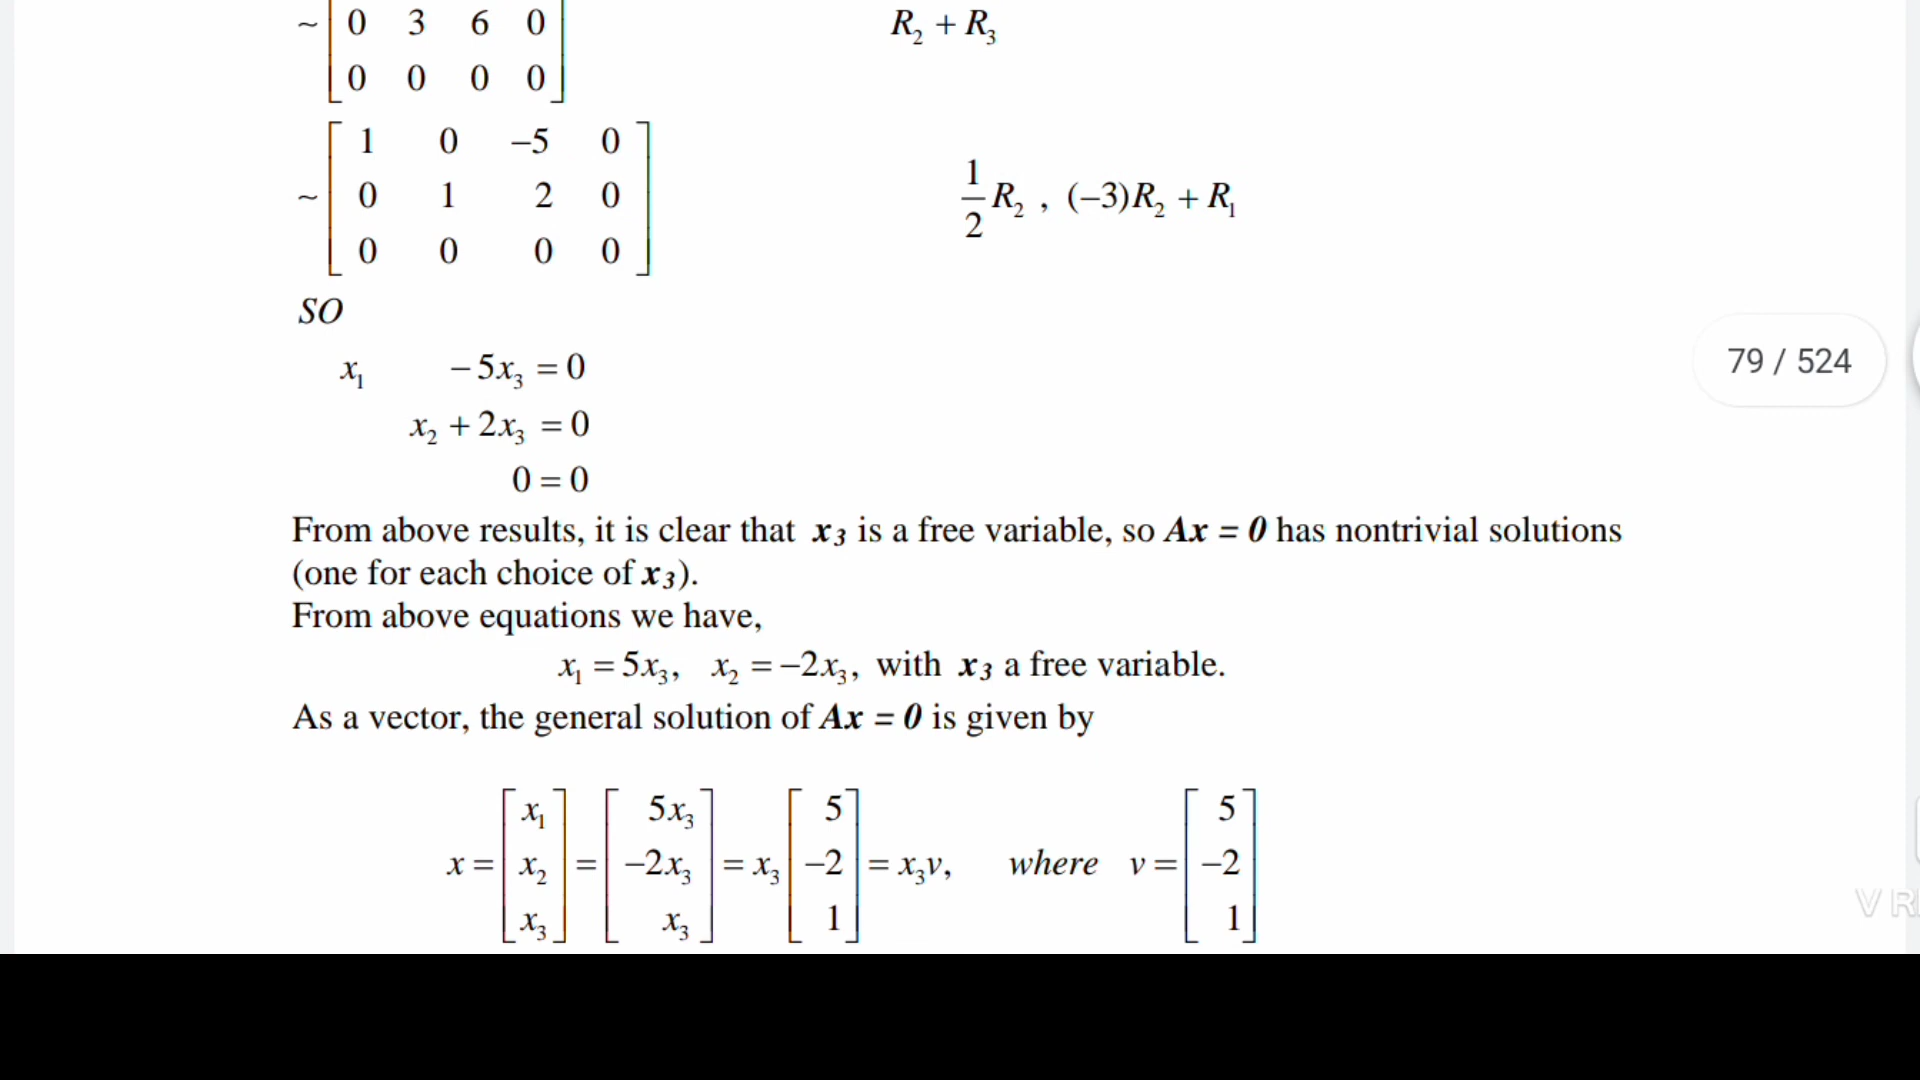 ~ [0 3 6 0] R₂ + R₃
[0 0 0 0]
[1 0 −5 0]
~ [0 1 2 0] 1/2 R₂ , (−3)R₂ + R₁
[0 0 0 0]
SO
x₁ − 5x₃ = 0
79 / 524
x₂ + 2x₃ = 0
0 = 0
From above results, it is clear that x₃ is a free variable, so Ax = 0 has nontrivial solutions
(one for each choice of x₃).
From above equations we have,
x₁ = 5x₃, x₂ = −2x₃, with x₃ a free variable.
As a vector, the general solution of Ax = 0 is given by
x = [x₁ x₂ x₃] = [5x₃ −2x₃ x₃] = x₃ [5 −2 1] = x₃v, where v = [5 −2 1]